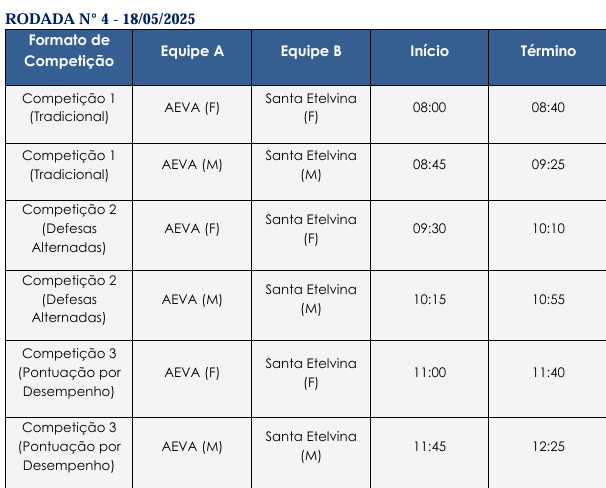 RODADA N° 4 - 18/05/2025
Formato de
Competição
Equipe A
Equipe B
Início
Término
Competição 1
(Tradicional)
AEVA (F)
Santa Etelvina
(F)
08:00
08:40
Competição 1
(Tradicional)
AEVA (M)
Santa Etelvina
(M)
08:45
09:25
Competição 2
(Defesas
Alternadas)
AEVA (F)
Santa Etelvina
(F)
09:30
10:10
Competição 2
(Defesas
Alternadas)
AEVA (M)
Santa Etelvina
(M)
10:15
10:55
Competição 3
(Pontuação por
Desempenho)
AEVA (F)
Santa Etelvina
(F)
11:00
11:40
Competição 3
(Pontuação por
Desempenho)
AEVA (M)
Santa Etelvina
(M)
11:45
12:25